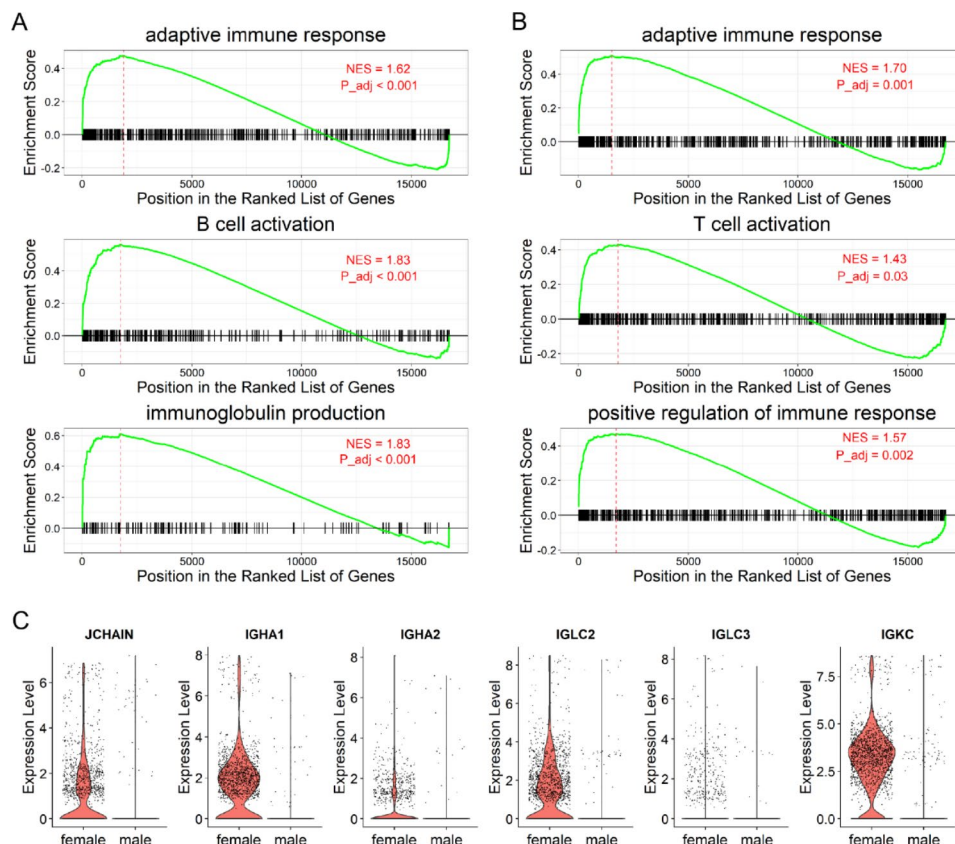 A
adaptive immune response
NES = 1.62
P_adj < 0.001
Enrichment Score
0.4
0.2
0.0
-0.2
0
5000
10000
15000
Position in the Ranked List of Genes
B cell activation
NES = 1.83
P_adj < 0.001
Enrichment Score
0.4
0.2
0.0
0
5000
10000
15000
Position in the Ranked List of Genes
immunoglobulin production
NES = 1.83
P_adj < 0.001
Enrichment Score
0.6
0.4
0.2
0.0
0
5000
10000
15000
Position in the Ranked List of Genes
B
adaptive immune response
NES = 1.70
P_adj = 0.001
Enrichment Score
0.4
0.2
0.0
0
5000
10000
15000
Position in the Ranked List of Genes
T cell activation
NES = 1.43
P_adj = 0.03
Enrichment Score
0.4
0.2
0.0
-0.2
0
5000
10000
15000
Position in the Ranked List of Genes
positive regulation of immune response
NES = 1.57
P_adj = 0.002
Enrichment Score
0.4
0.2
0.0
-0.2
0
5000
10000
15000
Position in the Ranked List of Genes
C
JCHAIN
Expression Level
6
4
2
0
female male
IGHA1
Expression Level
8
6
4
2
0
female male
IGHA2
Expression Level
8
6
4
2
0
female male
IGLC2
Expression Level
8
6
4
2
0
female male
IGLC3
Expression Level
8
6
4
2
0
female male
IGKC
Expression Level
7.5
5.0
2.5
0.0
female male